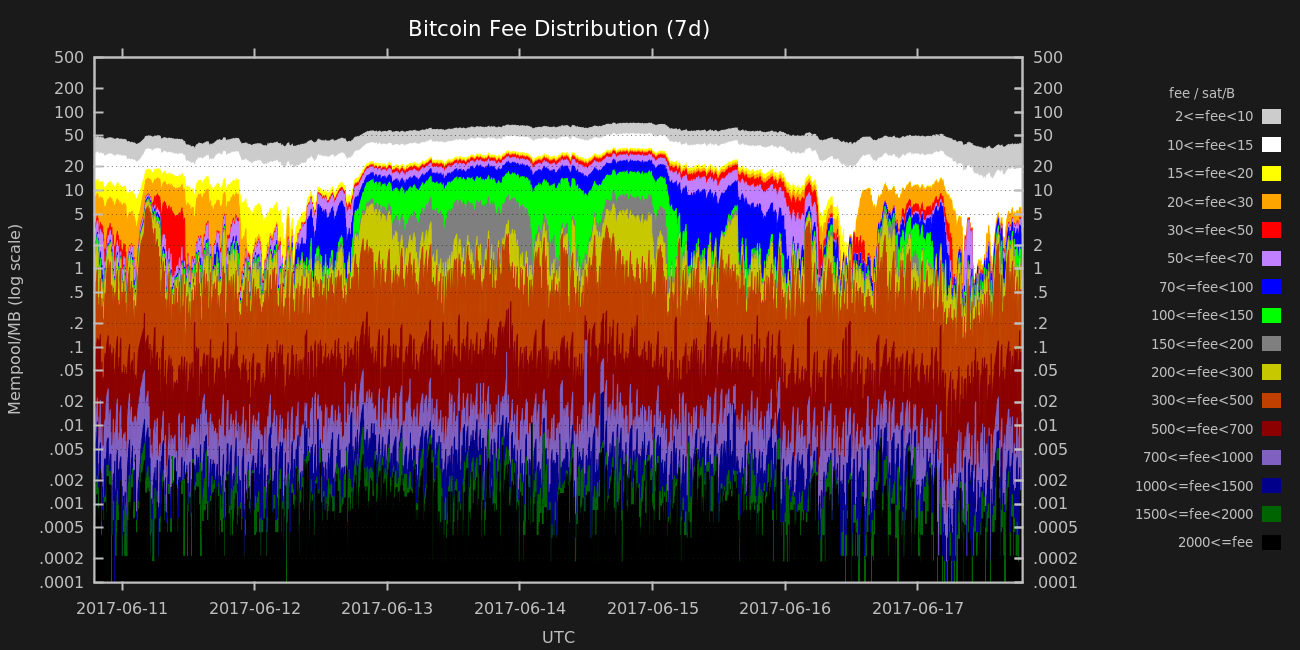 Bitcoin Fee Distribution (7d)
500
200
100
50
20
10
5
2
1
.5
.2
.1
.05
.02
.01
.005
.002
.001
.0005
.0002
.0001
Mempool/MB (log scale)
500
200
100
50
20
10
5
2
1
.5
.2
.1
.05
.02
.01
.005
.002
.001
.0005
.0002
.0001
2017-06-11 2017-06-12 2017-06-13 2017-06-14 2017-06-15 2017-06-16 2017-06-17
UTC
fee / sat/B
2<=fee<10
10<=fee<15
15<=fee<20
20<=fee<30
30<=fee<50
50<=fee<70
70<=fee<100
100<=fee<150
150<=fee<200
200<=fee<300
300<=fee<500
500<=fee<700
700<=fee<1000
1000<=fee<1500
1500<=fee<2000
2000<=fee